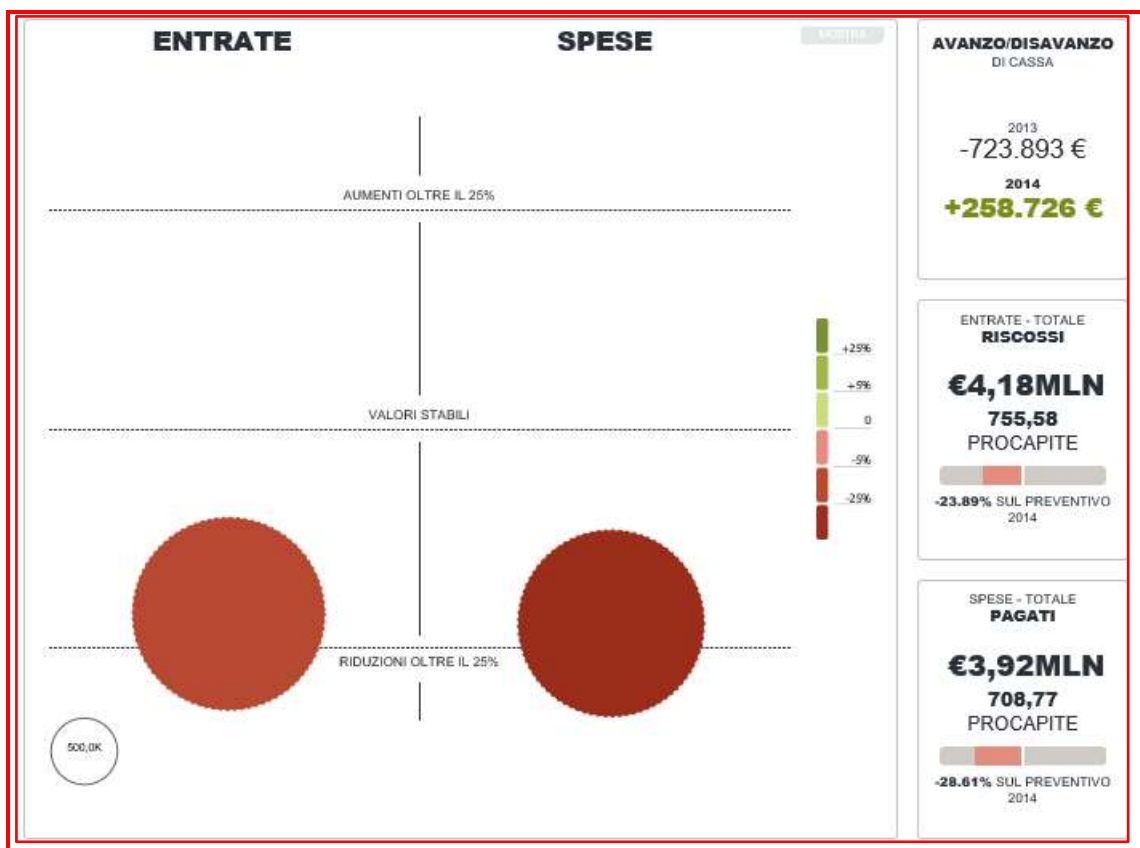 ENTRATE
SPESE
MOSTRA
AUMENTI OLTRE IL 25%
VALORI STABILI
RIDUZIONI OLTRE IL 25%
500,0K
+25%
+5%
0
-5%
-25%
AVANZO/DISAVANZO
DI CASSA
2013
-723.893 €
2014
+258.726 €
ENTRATE - TOTALE
RISCOSSI
€4,18MLN
755,58
PROCAPITE
-23.89% SUL PREVENTIVO
2014
SPESE - TOTALE
PAGATI
€3,92MLN
708,77
PROCAPITE
-28.61% SUL PREVENTIVO
2014